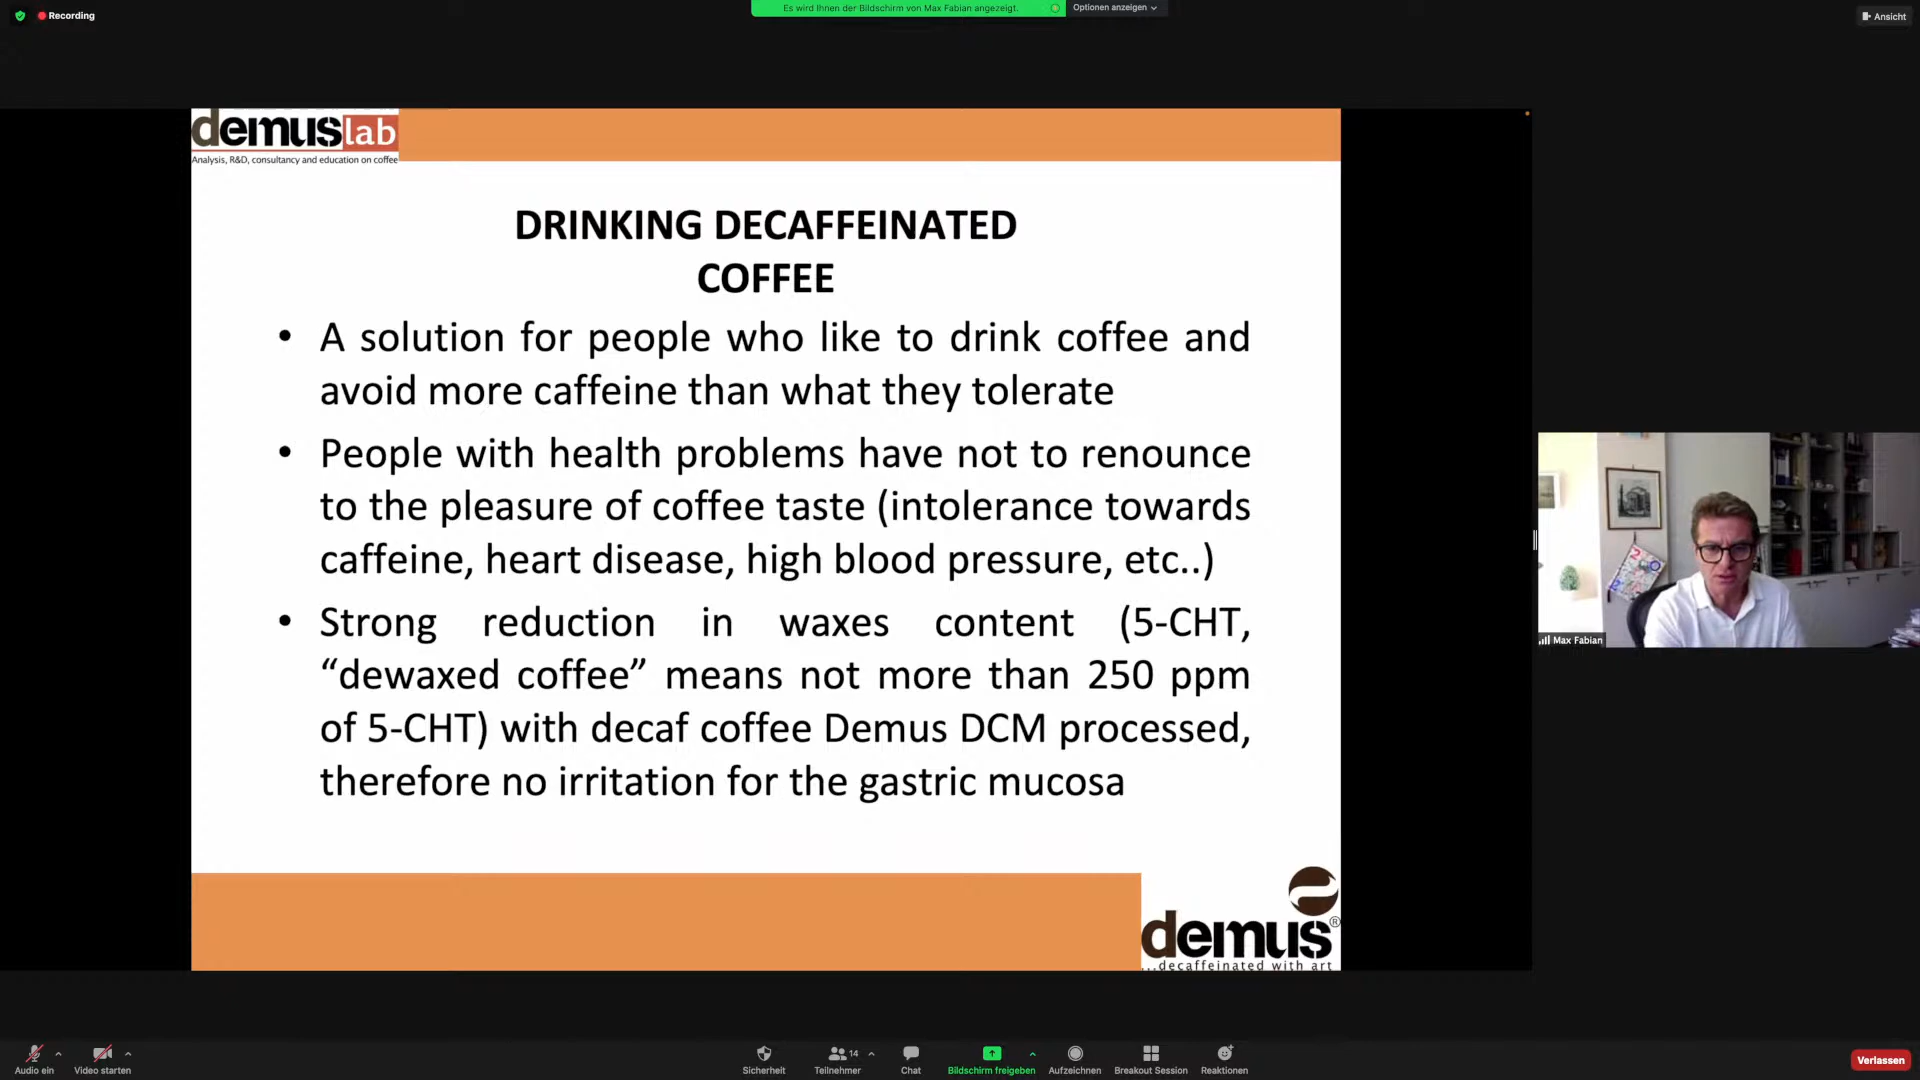 Recording
Es wird Ihnen der Bildschirm von Max Fabian angezeigt.
Optionen anzeigen
Ansicht
demuslab
Analysis, R&D, consultancy and education on coffee
DRINKING DECAFFEINATED
COFFEE
• A solution for people who like to drink coffee and
avoid more caffeine than what they tolerate
• People with health problems have not to renounce
to the pleasure of coffee taste (intolerance towards
caffeine, heart disease, high blood pressure, etc..)
• Strong reduction in waxes content (5-CHT,
“dewaxed coffee” means not more than 250 ppm
of 5-CHT) with decaf coffee Demus DCM processed,
therefore no irritation for the gastric mucosa
Max Fabian
demus®
...decaffeinated with art
Audio ein
Video starten
Sicherheit
14
Teilnehmer
Chat
Bildschirm freigeben
Aufzeichnen
Breakout Session
Reaktionen
Verlassen